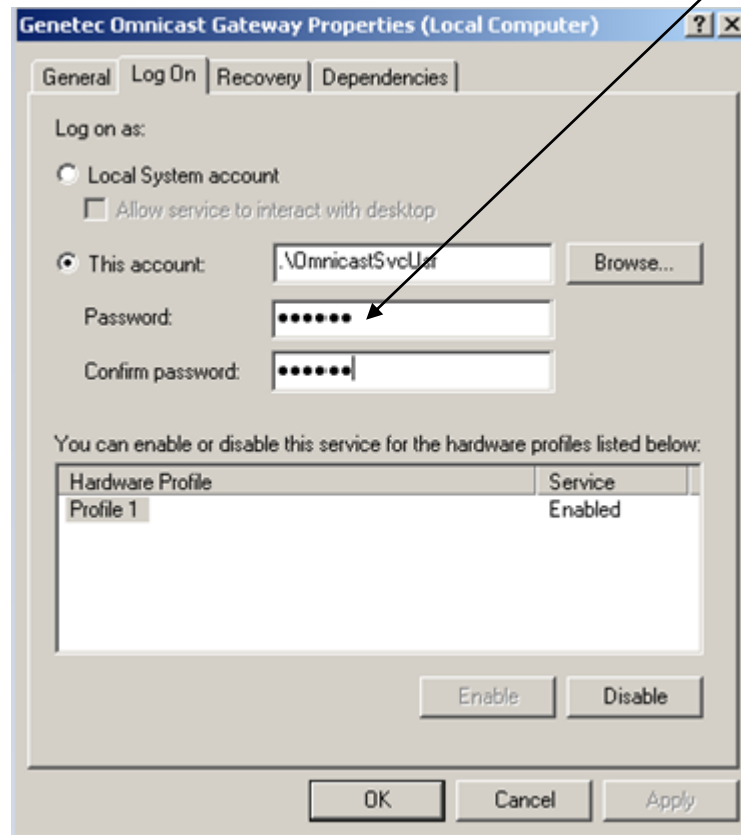 Genetec Omnicast Gateway Properties (Local Computer) ? X
General Log On Recovery Dependencies
Log on as:
Local System account
Allow service to interact with desktop
This account: .\OmnicastSvcUsr Browse...
Password: ●●●●●●
Confirm password: ●●●●●●
You can enable or disable this service for the hardware profiles listed below:
Hardware Profile Service
Profile 1 Enabled
Enable Disable
OK Cancel Apply